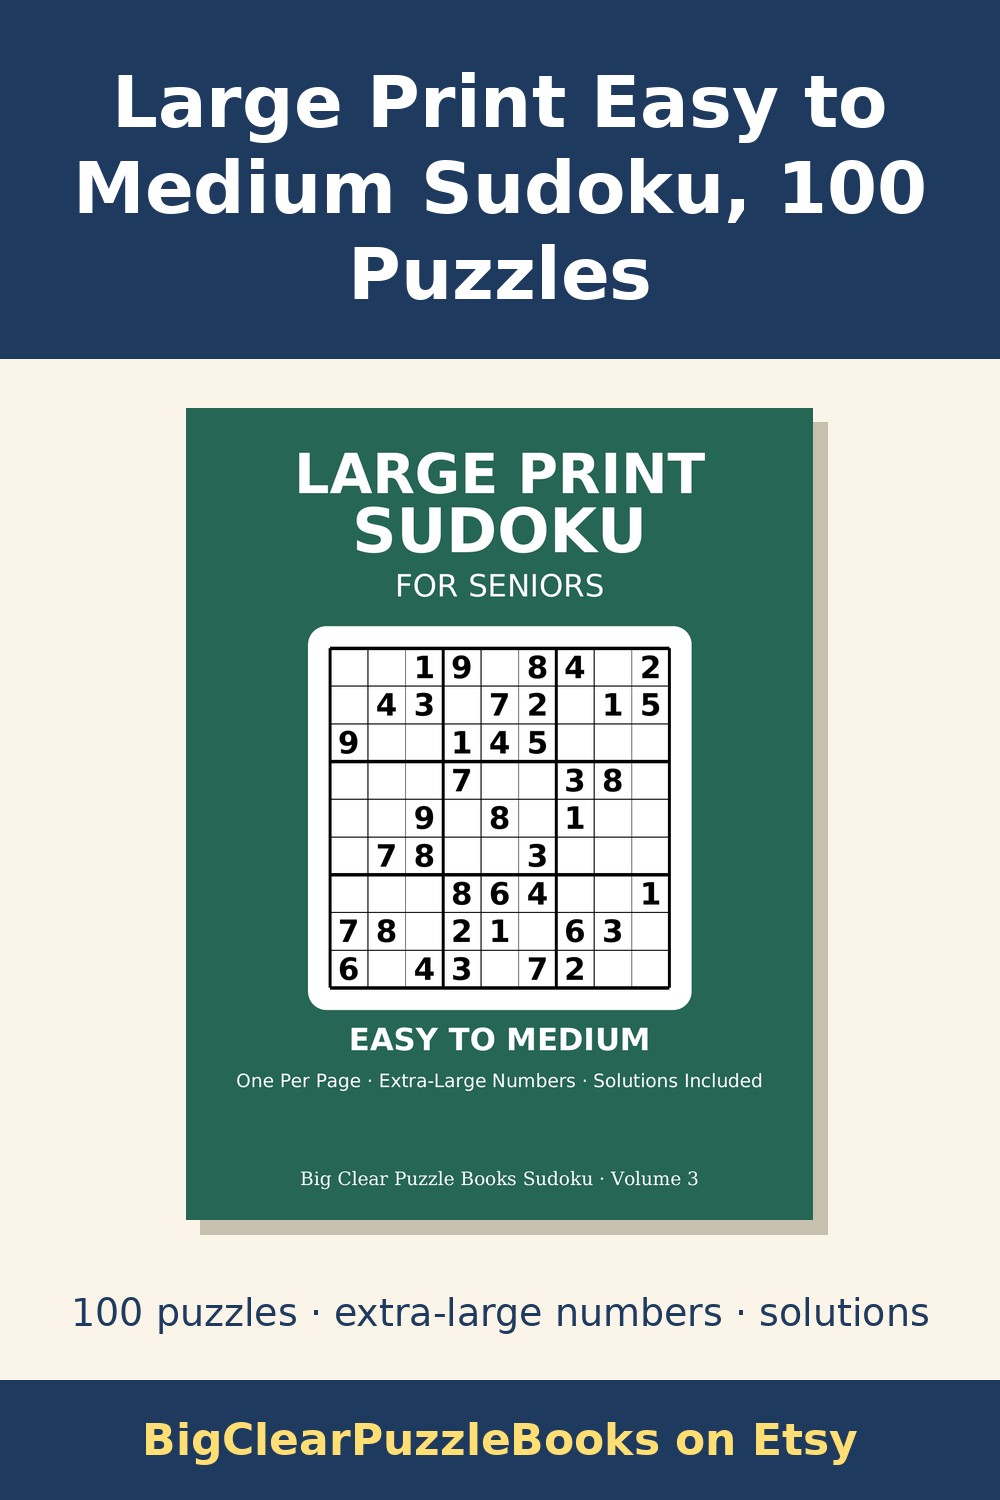 Large Print Easy to
Medium Sudoku, 100
Puzzles
LARGE PRINT
SUDOKU
FOR SENIORS
1 9 8 4 2
4 3 7 2 1 5
9 1 4 5
7 3 8
9 8 1
7 8 3
8 6 4 1
7 8 2 1 6 3
6 4 3 7 2
EASY TO MEDIUM
One Per Page · Extra-Large Numbers · Solutions Included
Big Clear Puzzle Books Sudoku · Volume 3
100 puzzles · extra-large numbers · solutions
BigClearPuzzleBooks on Etsy